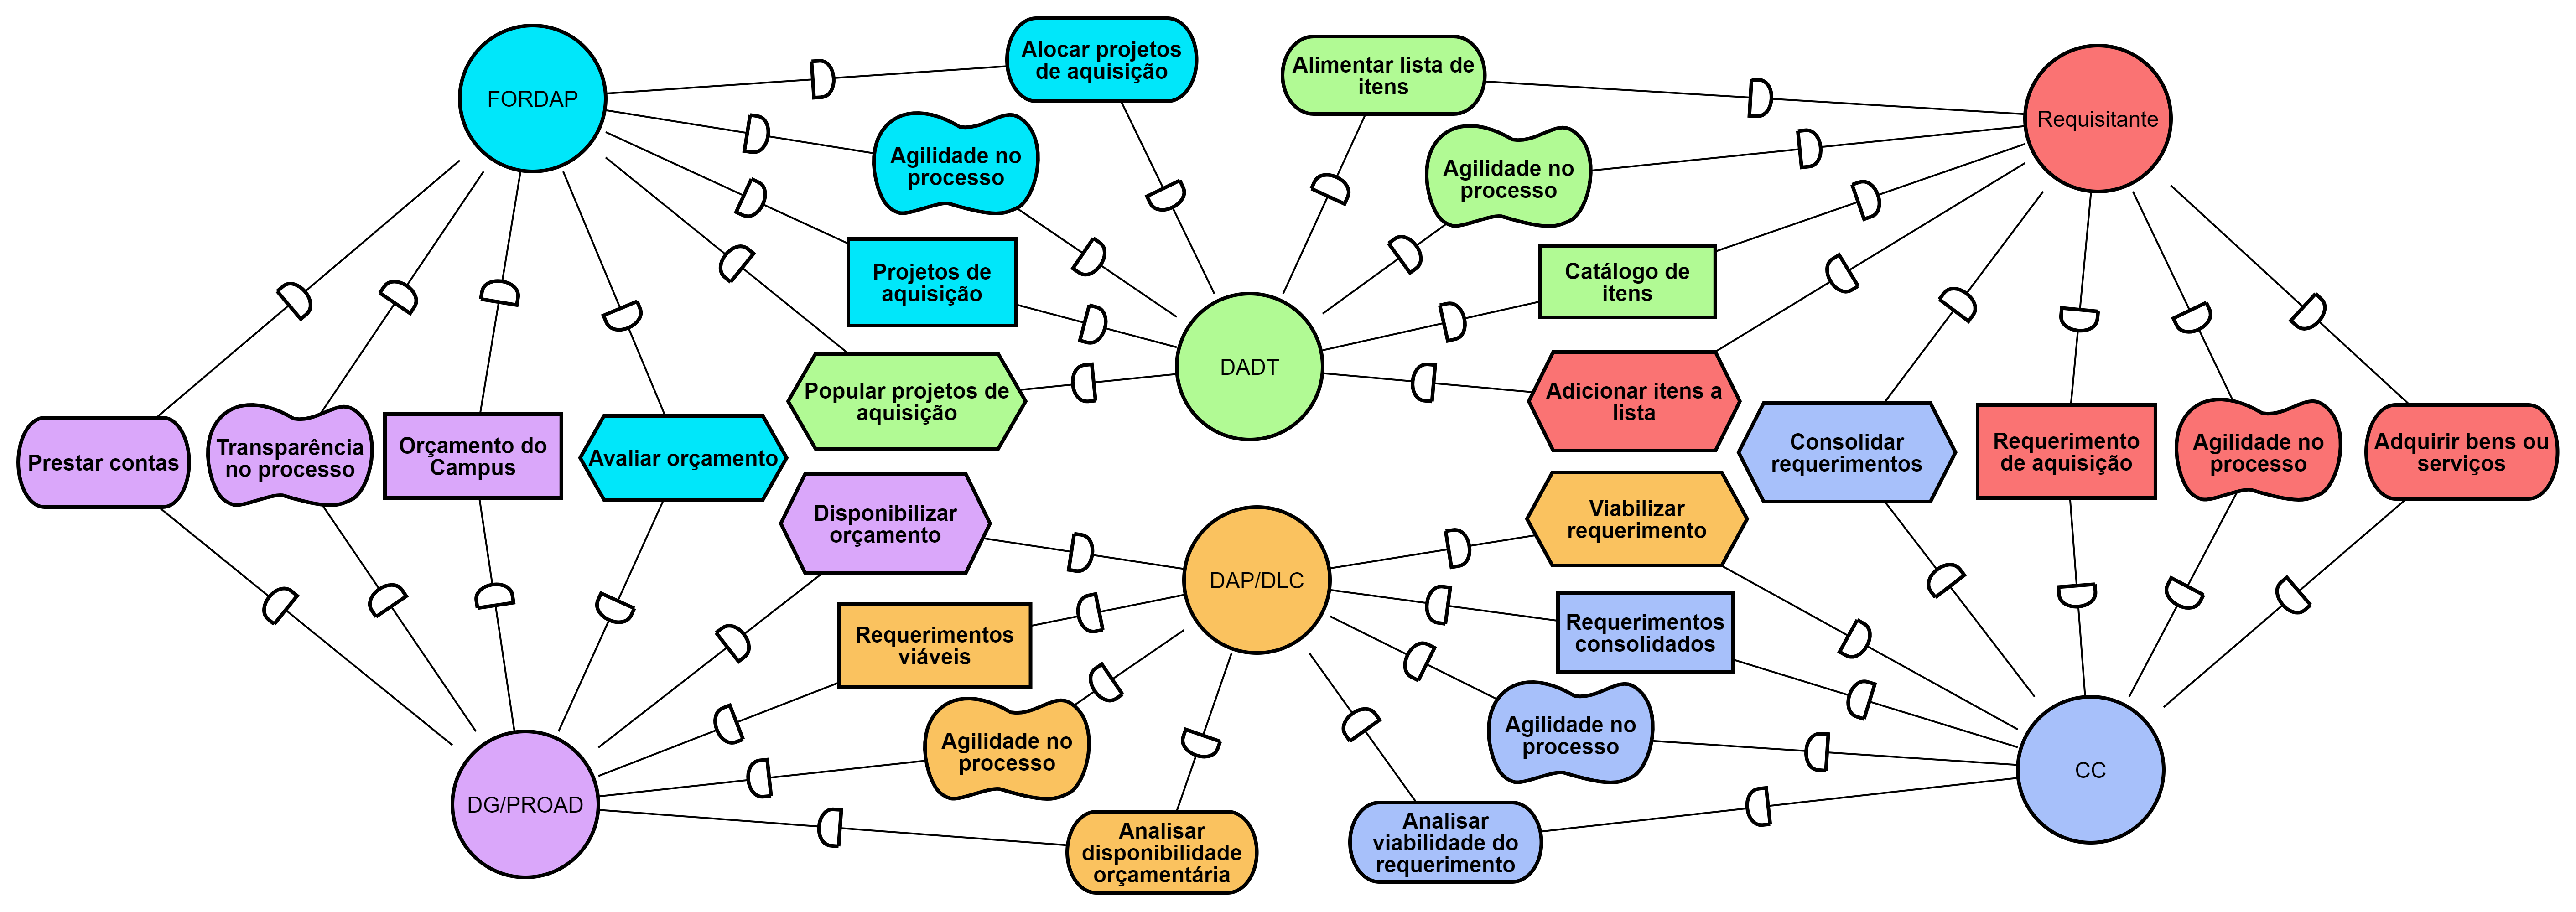 FORDAP
Alocar projetos
de aquisição
Alimentar lista de
itens
Requisitante
Agilidade no
processo
Agilidade no
processo
Projetos de
aquisição
Catálogo de
itens
DADT
Popular projetos de
aquisição
Adicionar itens a
lista
Prestar contas
Transparência
no processo
Orçamento do
Campus
Avaliar orçamento
Consolidar
requerimentos
Requerimento
de aquisição
Agilidade no
processo
Adquirir bens ou
serviços
Disponibilizar
orçamento
Viabilizar
requerimento
DAP/DLC
Requerimentos
viáveis
Requerimentos
consolidados
Agilidade no
processo
Agilidade no
processo
DG/PROAD
CC
Analisar
disponibilidade
orçamentária
Analisar
viabilidade do
requerimento